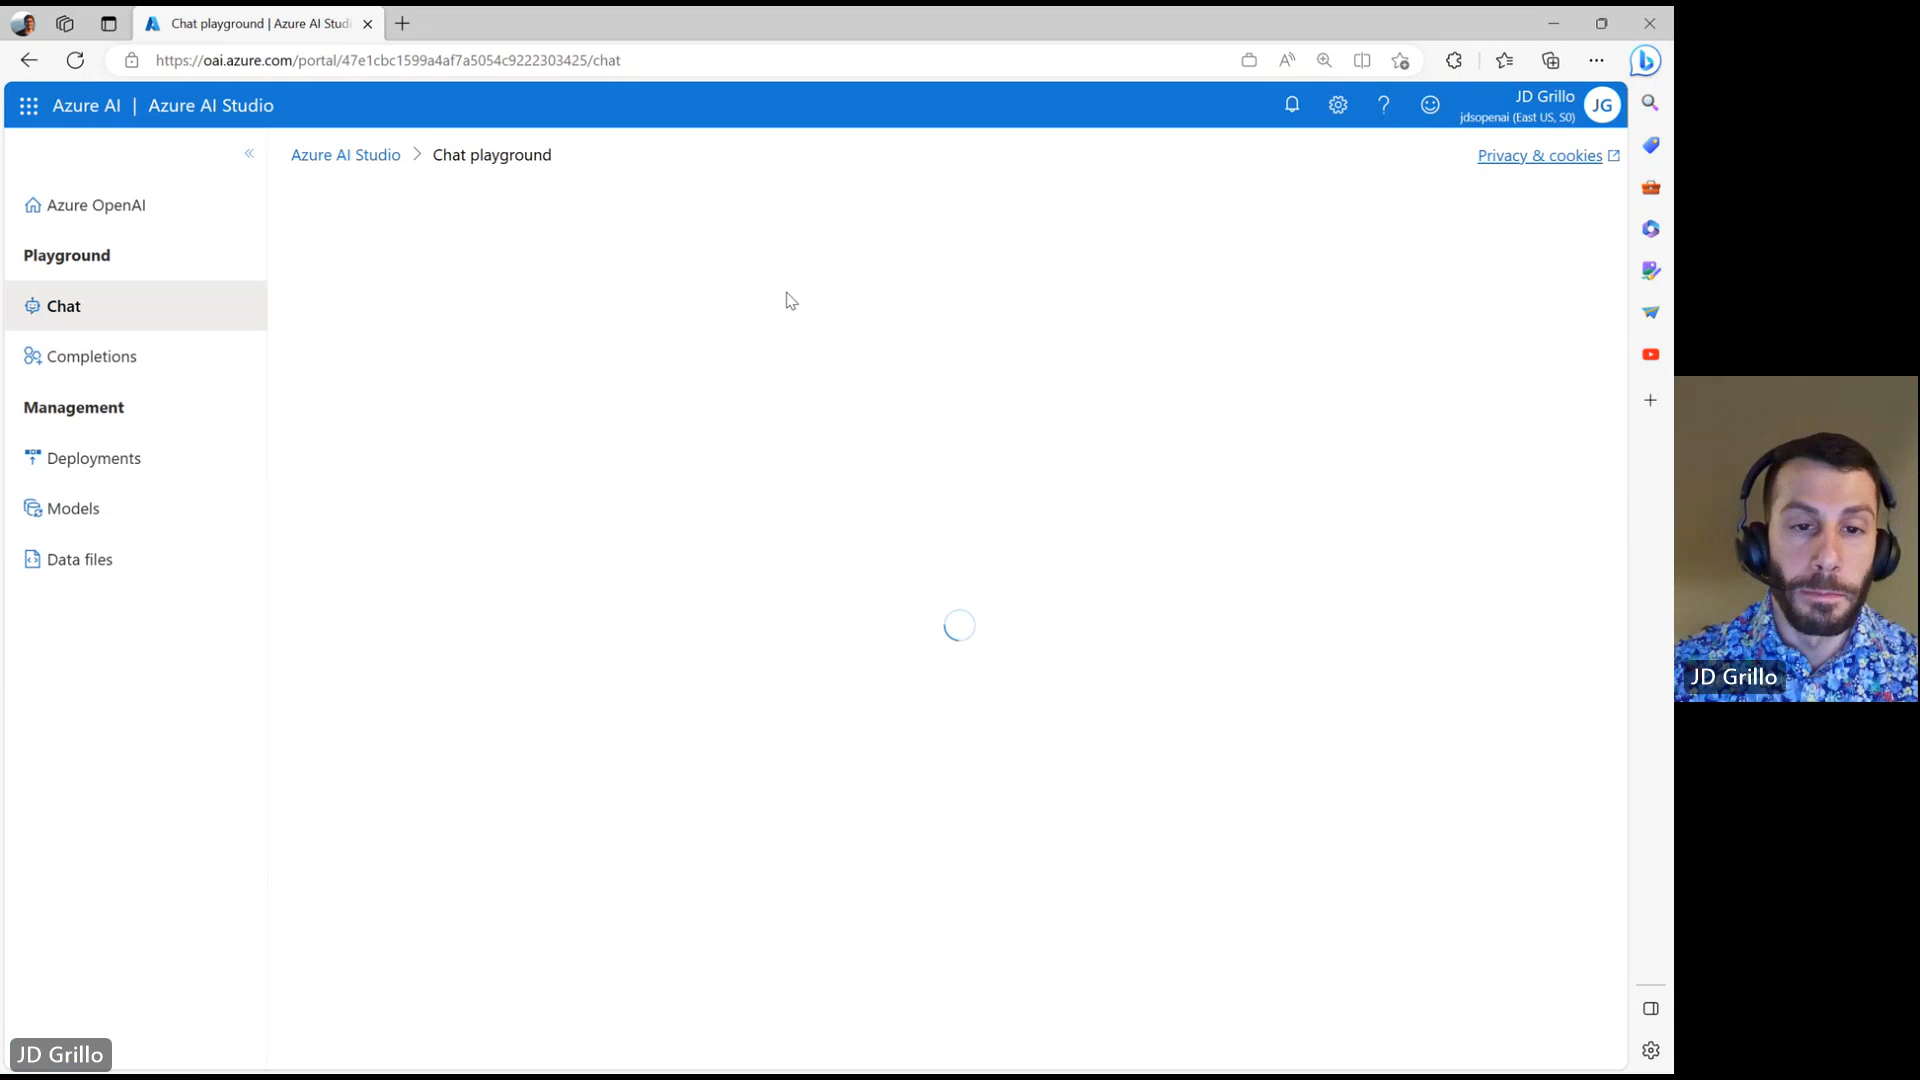 Chat playground | Azure AI Studi
https://oai.azure.com/portal/47e1cbc1599a4af7a5054c9222303425/chat
Azure AI | Azure AI Studio
JD Grillo
jdsopenai (East US, S0)
JG
Azure AI Studio > Chat playground
Privacy & cookies
Azure OpenAI
Playground
Chat
Completions
Management
Deployments
Models
Data files
JD Grillo
JD Grillo